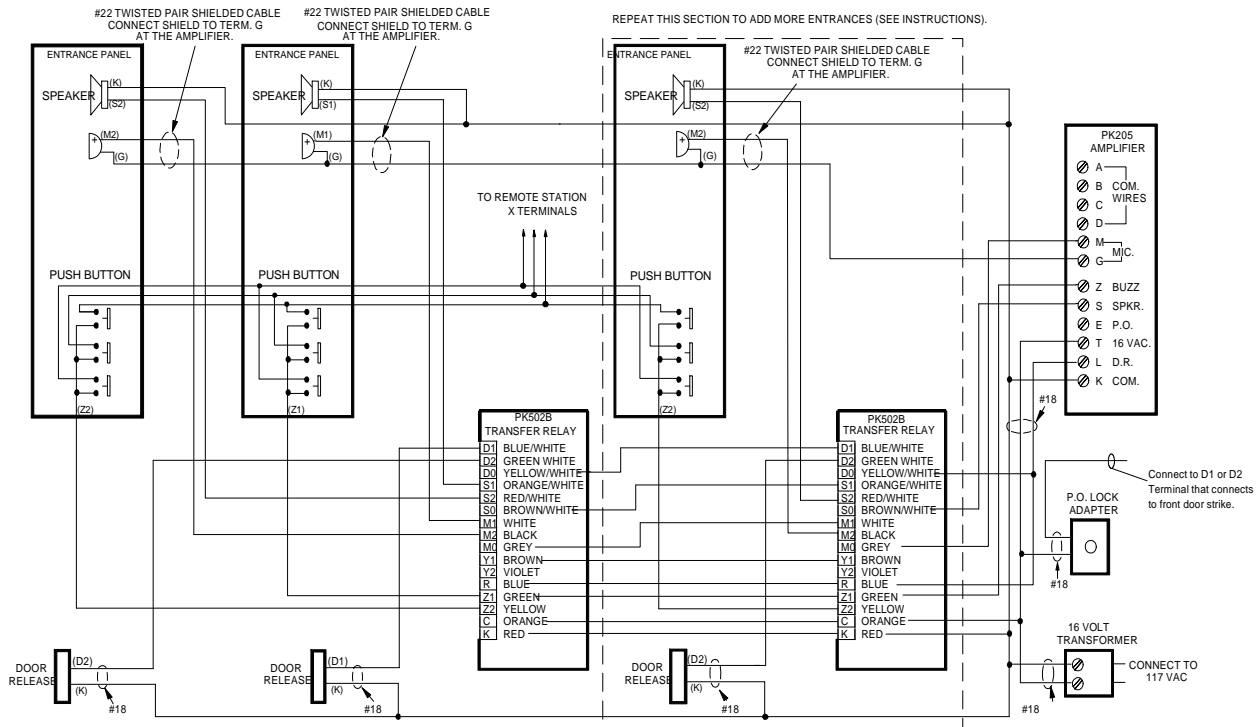 #22 TWISTED PAIR SHIELDED CABLE
CONNECT SHIELD TO TERM. G
AT THE AMPLIFIER.
#22 TWISTED PAIR SHIELDED CABLE
CONNECT SHIELD TO TERM. G
AT THE AMPLIFIER.
REPEAT THIS SECTION TO ADD MORE ENTRANCES (SEE INSTRUCTIONS).
#22 TWISTED PAIR SHIELDED CABLE
CONNECT SHIELD TO TERM. G
AT THE AMPLIFIER.
ENTRANCE PANEL
SPEAKER
(K)
(S2)
+
(M2)
(G)
PUSH BUTTON
(Z2)
ENTRANCE PANEL
SPEAKER
(K)
(S1)
+
(M1)
(G)
PUSH BUTTON
(Z1)
TO REMOTE STATION
X TERMINALS
ENTRANCE PANEL
SPEAKER
(K)
(S2)
+
(M2)
(G)
PUSH BUTTON
(Z2)
PK205
AMPLIFIER
A
B COM.
C WIRES
D
M
MIC.
G
Z BUZZ
S SPKR.
E P.O.
T 16 VAC.
L D.R.
K COM.
#18
PK502B
TRANSFER RELAY
D1 BLUE/WHITE
D2 GREEN WHITE
D0 YELLOW/WHITE
S1 ORANGE/WHITE
S2 RED/WHITE
S0 BROWN/WHITE
M1 WHITE
M2 BLACK
M0 GREY
Y1 BROWN
Y2 VIOLET
R BLUE
Z1 GREEN
Z2 YELLOW
C ORANGE
K RED
PK502B
TRANSFER RELAY
D1 BLUE/WHITE
D2 GREEN WHITE
D0 YELLOW/WHITE
S1 ORANGE/WHITE
S2 RED/WHITE
S0 BROWN/WHITE
M1 WHITE
M2 BLACK
M0 GREY
Y1 BROWN
Y2 VIOLET
R BLUE
Z1 GREEN
Z2 YELLOW
C ORANGE
K RED
Connect to D1 or D2
Terminal that connects
to front door strike.
P.O. LOCK
ADAPTER
#18
16 VOLT
TRANSFORMER
CONNECT TO
117 VAC
#18
DOOR
RELEASE
(D2)
(K)
#18
DOOR
RELEASE
(D1)
(K)
#18
DOOR
RELEASE
(D2)
(K)
#18